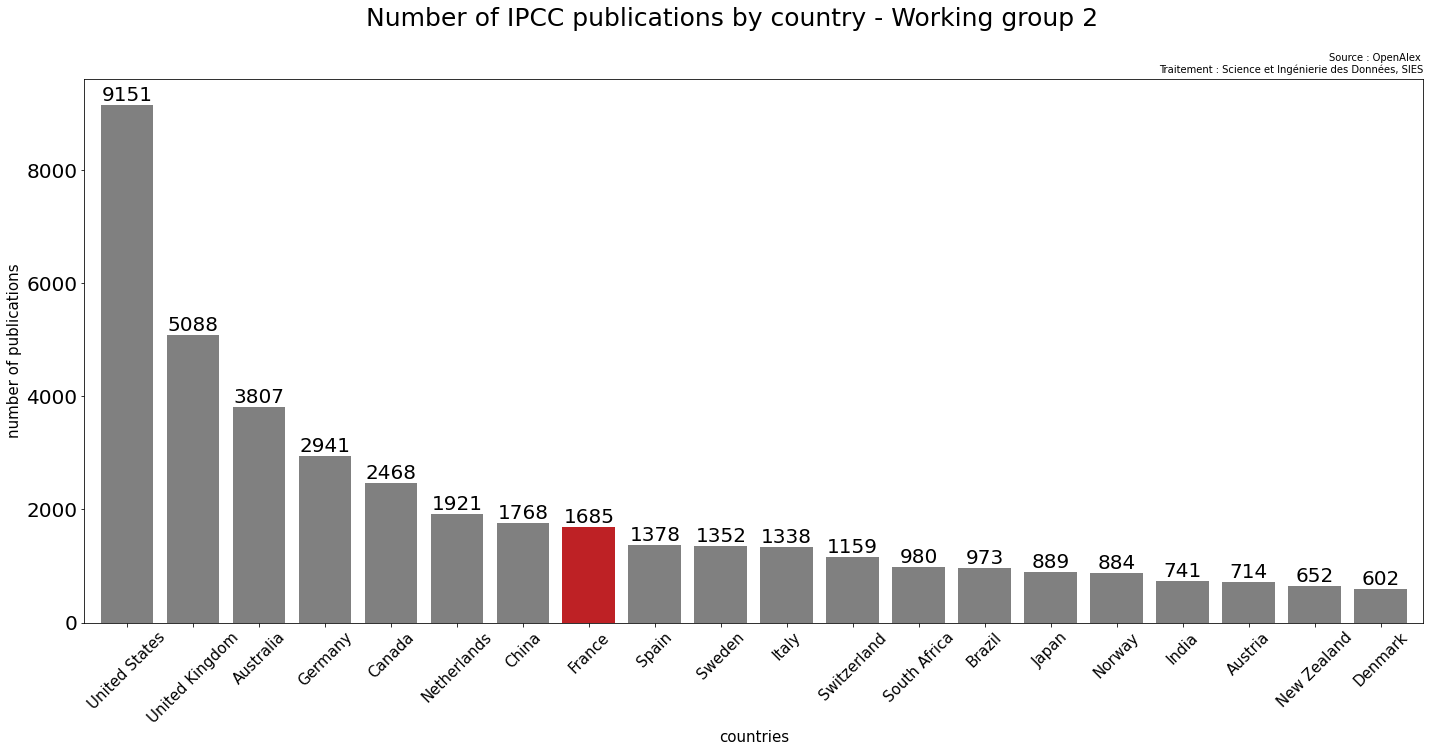 Number of IPCC publications by country - Working group 2
Source : OpenAlex
Traitement : Science et Ingénierie des Données, SIES
number of publications
8000
6000
4000
2000
0
9151
5088
3807
2941
2468
1921
1768
1685
1378
1352
1338
1159
980
973
889
884
741
714
652
602
United States
United Kingdom
Australia
Germany
Canada
Netherlands
China
France
Spain
Sweden
Italy
Switzerland
South Africa
Brazil
Japan
Norway
India
Austria
New Zealand
Denmark
countries